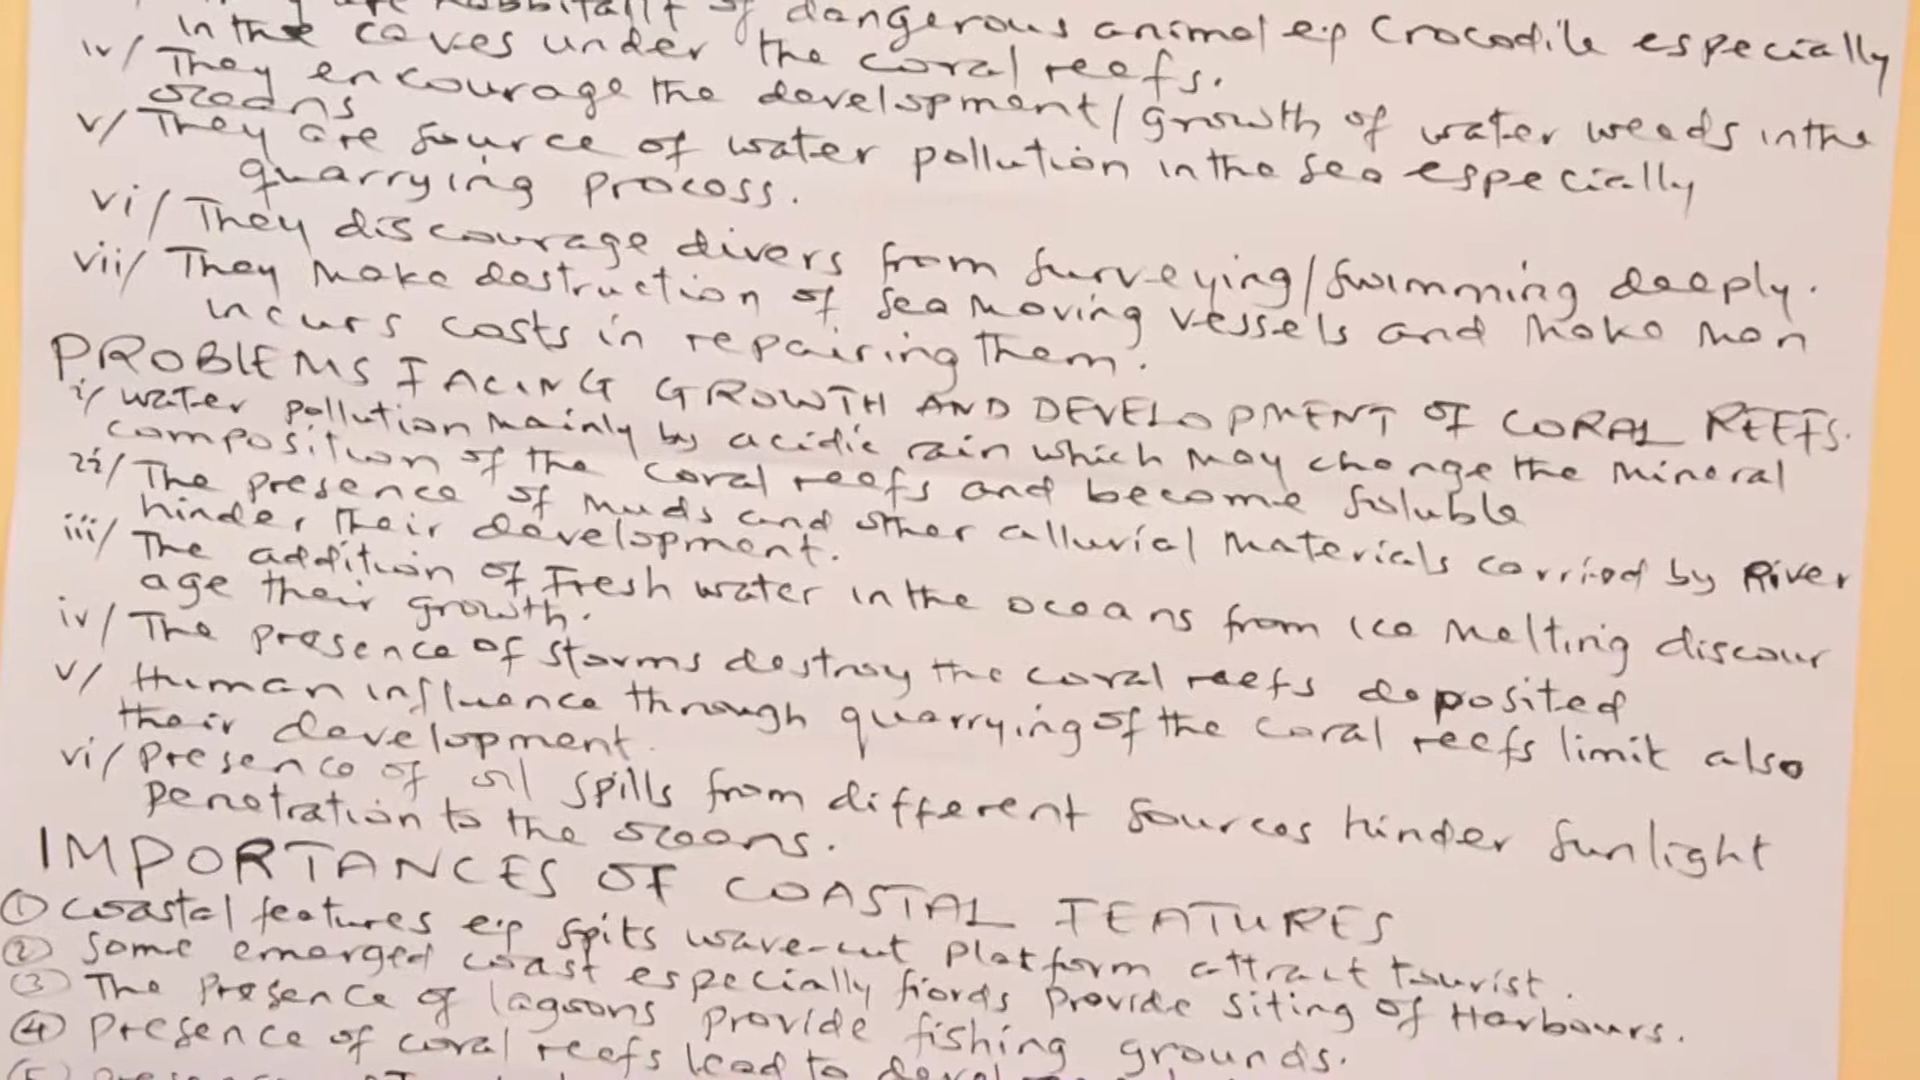 of dangerous animal e.g Crocodile especially
in the caves under the coral reefs.
iv/ They encourage the development/growth of water weeds in the
oceans
v/ They are source of water pollution in the sea especially
quarrying process.
vi/ They discourage divers from surveying/swimming deeply.
vii/ They make destruction of sea moving vessels and make man
incurs costs in repairing them.
PROBLEMS FACING GROWTH AND DEVELOPMENT OF CORAL REEFS.
i/ water pollution mainly by acidic rain which may change the mineral
composition of the coral reefs and become soluble
ii/ The presence of muds and other alluvial materials carried by River
hinder their development.
iii/ The addition of Fresh water in the oceans from ice melting discour
age their growth.
iv/ The presence of storms destroy the coral reefs deposited
v/ Human influence through quarrying of the coral reefs limit also
their development.
vi/ Presence of oil spills from different sources hinder sunlight
penetration to the oceans.
IMPORTANCES OF COASTAL FEATURES
① Coastal features e.g spits wave-cut platform attract tourist.
② Some emerged coast especially fiords provide siting of Harbours.
③ The presence of lagoons provide fishing grounds.
④ Presence of coral reefs lead to